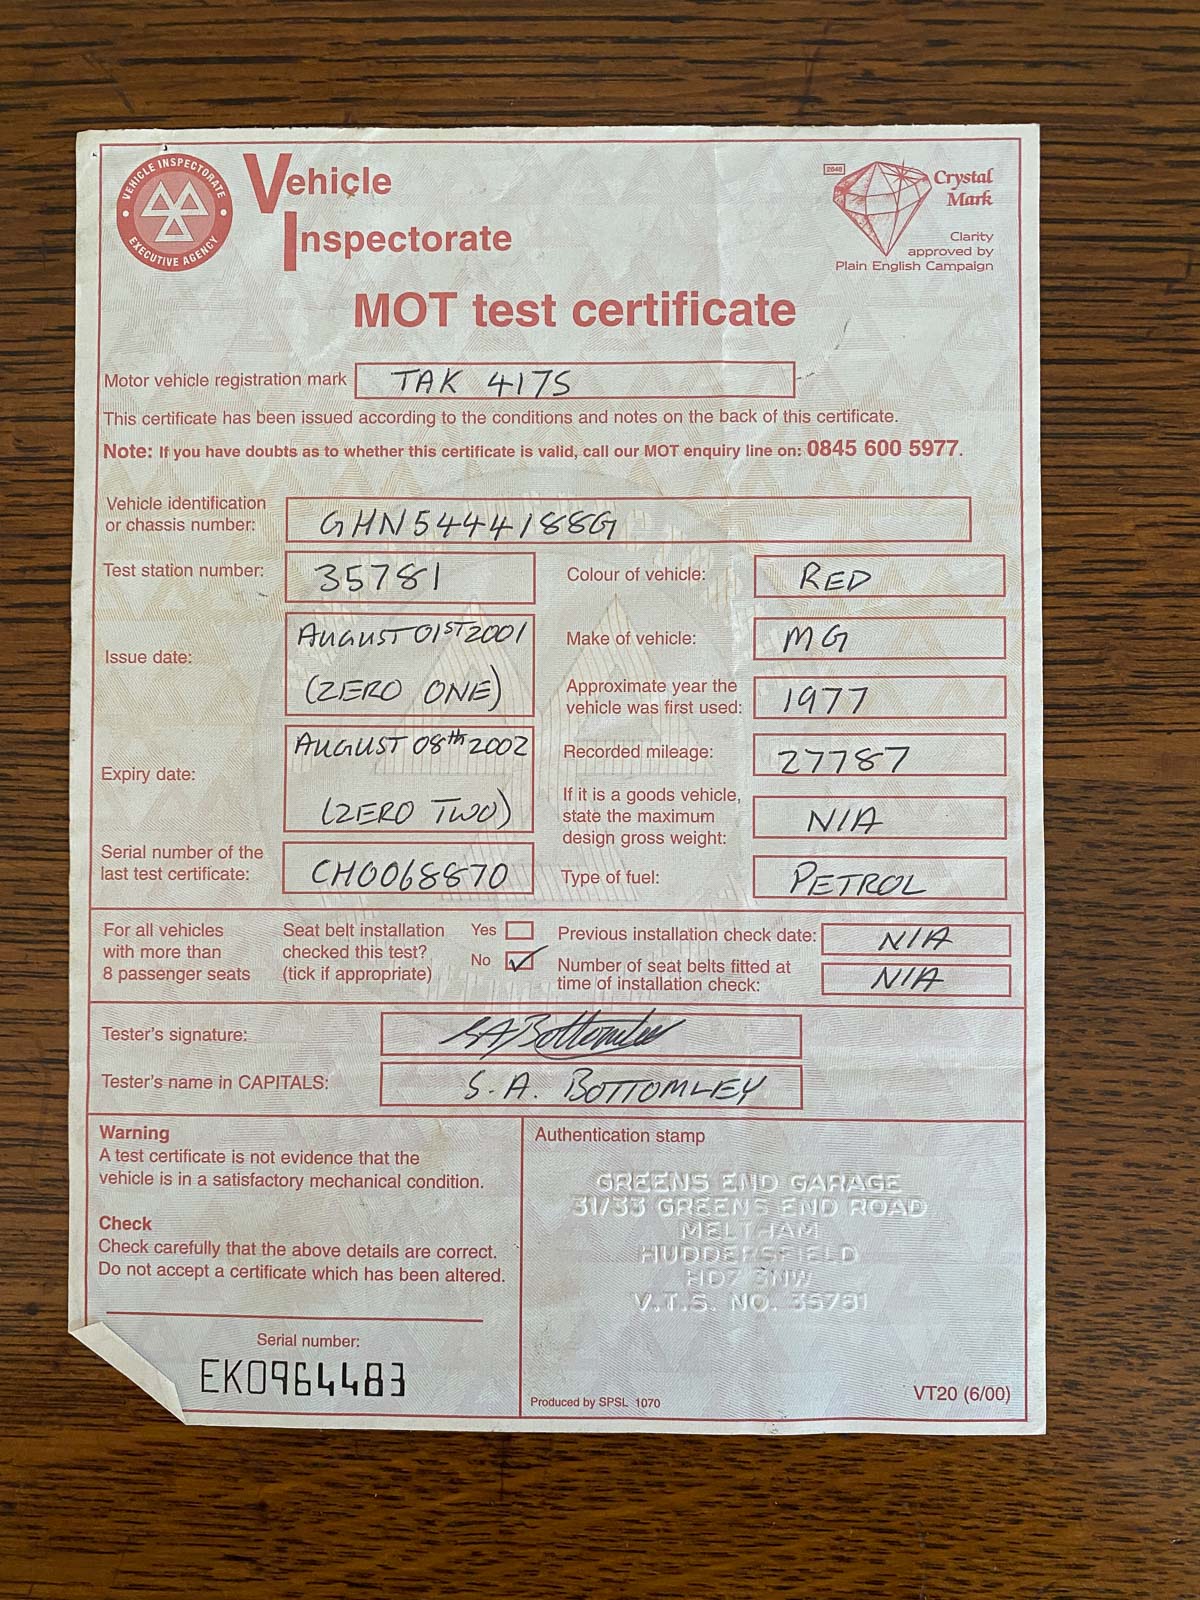 VEHICLE INSPECTORATE
EXECUTIVE AGENCY
Vehicle
Inspectorate
2040
Crystal
Mark
Clarity
approved by
Plain English Campaign
MOT test certificate
Motor vehicle registration mark TAK 417S
This certificate has been issued according to the conditions and notes on the back of this certificate.
Note: If you have doubts as to whether this certificate is valid, call our MOT enquiry line on: 0845 600 5977.
Vehicle identification
or chassis number: GHN5444188G
Test station number: 35781
Colour of vehicle: RED
Issue date: AUGUST 01ST 2001
(ZERO ONE)
Make of vehicle: MG
Approximate year the
vehicle was first used: 1977
Expiry date: AUGUST 08th 2002
(ZERO TWO)
Recorded mileage: 27787
If it is a goods vehicle,
state the maximum
design gross weight: N/A
Serial number of the
last test certificate: CH0068870
Type of fuel: PETROL
For all vehicles
with more than
8 passenger seats
Seat belt installation
checked this test?
(tick if appropriate)
Yes
No ✓
Previous installation check date: N/A
Number of seat belts fitted at
time of installation check: N/A
Tester's signature: SA Bottomley
Tester's name in CAPITALS: S. A. BOTTOMLEY
Warning
A test certificate is not evidence that the
vehicle is in a satisfactory mechanical condition.
Check
Check carefully that the above details are correct.
Do not accept a certificate which has been altered.
Serial number:
EK0964483
Authentication stamp
GREENS END GARAGE
31/33 GREENS END ROAD
MELTHAM
HUDDERSFIELD
HD7 3NW
V.T.S. NO. 35781
Produced by SPSL 1070
VT20 (6/00)